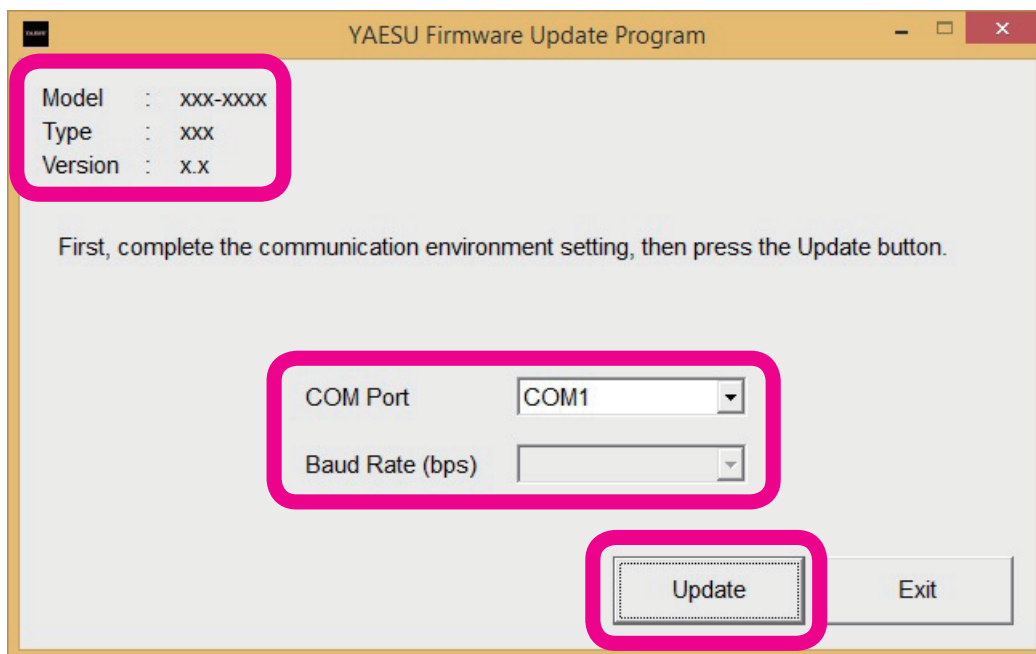 YAESU Firmware Update Program
Model : xxx-xxxx
Type : xxx
Version : x.x
First, complete the communication environment setting, then press the Update button.
COM Port COM1
Baud Rate (bps)
Update Exit